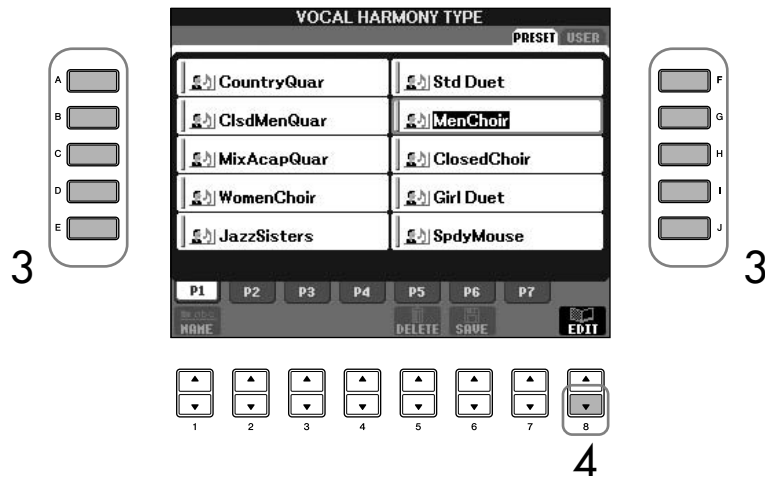 VOCAL HARMONY TYPE
PRESET USER
A CountryQuar Std Duet F
B ClsdMenQuar MenChoir G
C MixAcapQuar ClosedChoir H
D WomenChoir Girl Duet I
E JazzSisters SpdyMouse J
3 3
P1 P2 P3 P4 P5 P6 P7
NAME DELETE SAVE EDIT
1 2 3 4 5 6 7 8
4